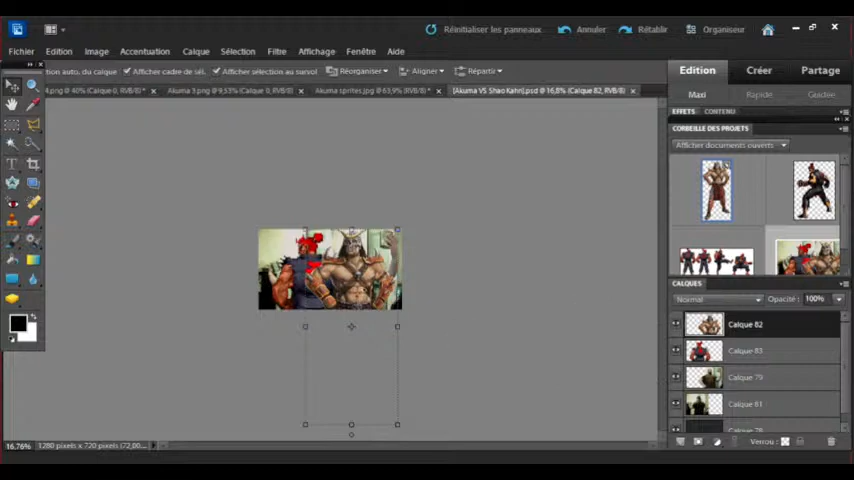 Réinitialiser les panneaux Annuler Rétablir Organiseur
Fichier Edition Image Accentuation Calque Sélection Filtre Affichage Fenêtre Aide
ion auto. du calque Afficher cadre de sél. Afficher sélection au survol Réorganiser Aligner Répartir
Edition Créer Partage
4.png @ 40% (Calque 0, RVB/8) * Akuma 3.png @ 9,53% (Calque 0, RVB/8) Akuma sprites.jpg @ 63,9% (RVB/8) * [Akuma VS Shao Kahn].psd @ 16,8% (Calque 82, RVB/8)
Maxi Rapide Guidée
EFFETS CONTENU
CORBEILLE DES PROJETS
Afficher documents ouverts
CALQUES
Normal Opacité : 100%
Calque 82
Calque 83
Calque 79
Calque 81
Calque 78
Verrou :
16,76% 1280 pixels x 720 pixels (72,00...